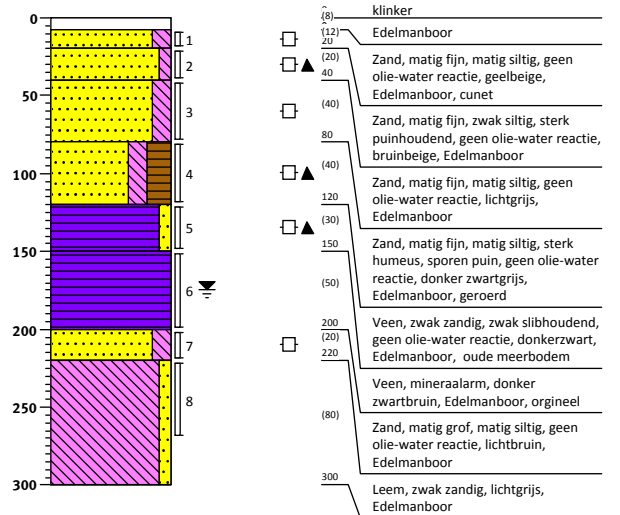 0
50
100
150
200
250
300
1
2
3
4
5
6
7
8
(8)
(12)
20
(20)
40
(40)
80
(40)
120
(30)
150
(50)
200
(20)
220
(80)
300
klinker
Edelmanboor
Zand, matig fijn, matig siltig, geen
olie-water reactie, geelbeige,
Edelmanboor, cunet
Zand, matig fijn, zwak siltig, sterk
puinhoudend, geen olie-water reactie,
bruinbeige, Edelmanboor
Zand, matig fijn, matig siltig, geen
olie-water reactie, lichtgrijs,
Edelmanboor
Zand, matig fijn, matig siltig, sterk
humeus, sporen puin, geen olie-water
reactie, donker zwartgrijs,
Edelmanboor, geroerd
Veen, zwak zandig, zwak slibhoudend,
geen olie-water reactie, donkerzwart,
Edelmanboor, oude meerbodem
Veen, mineraalarm, donker
zwartbruin, Edelmanboor, orgineel
Zand, matig grof, matig siltig, geen
olie-water reactie, lichtbruin,
Edelmanboor
Leem, zwak zandig, lichtgrijs,
Edelmanboor